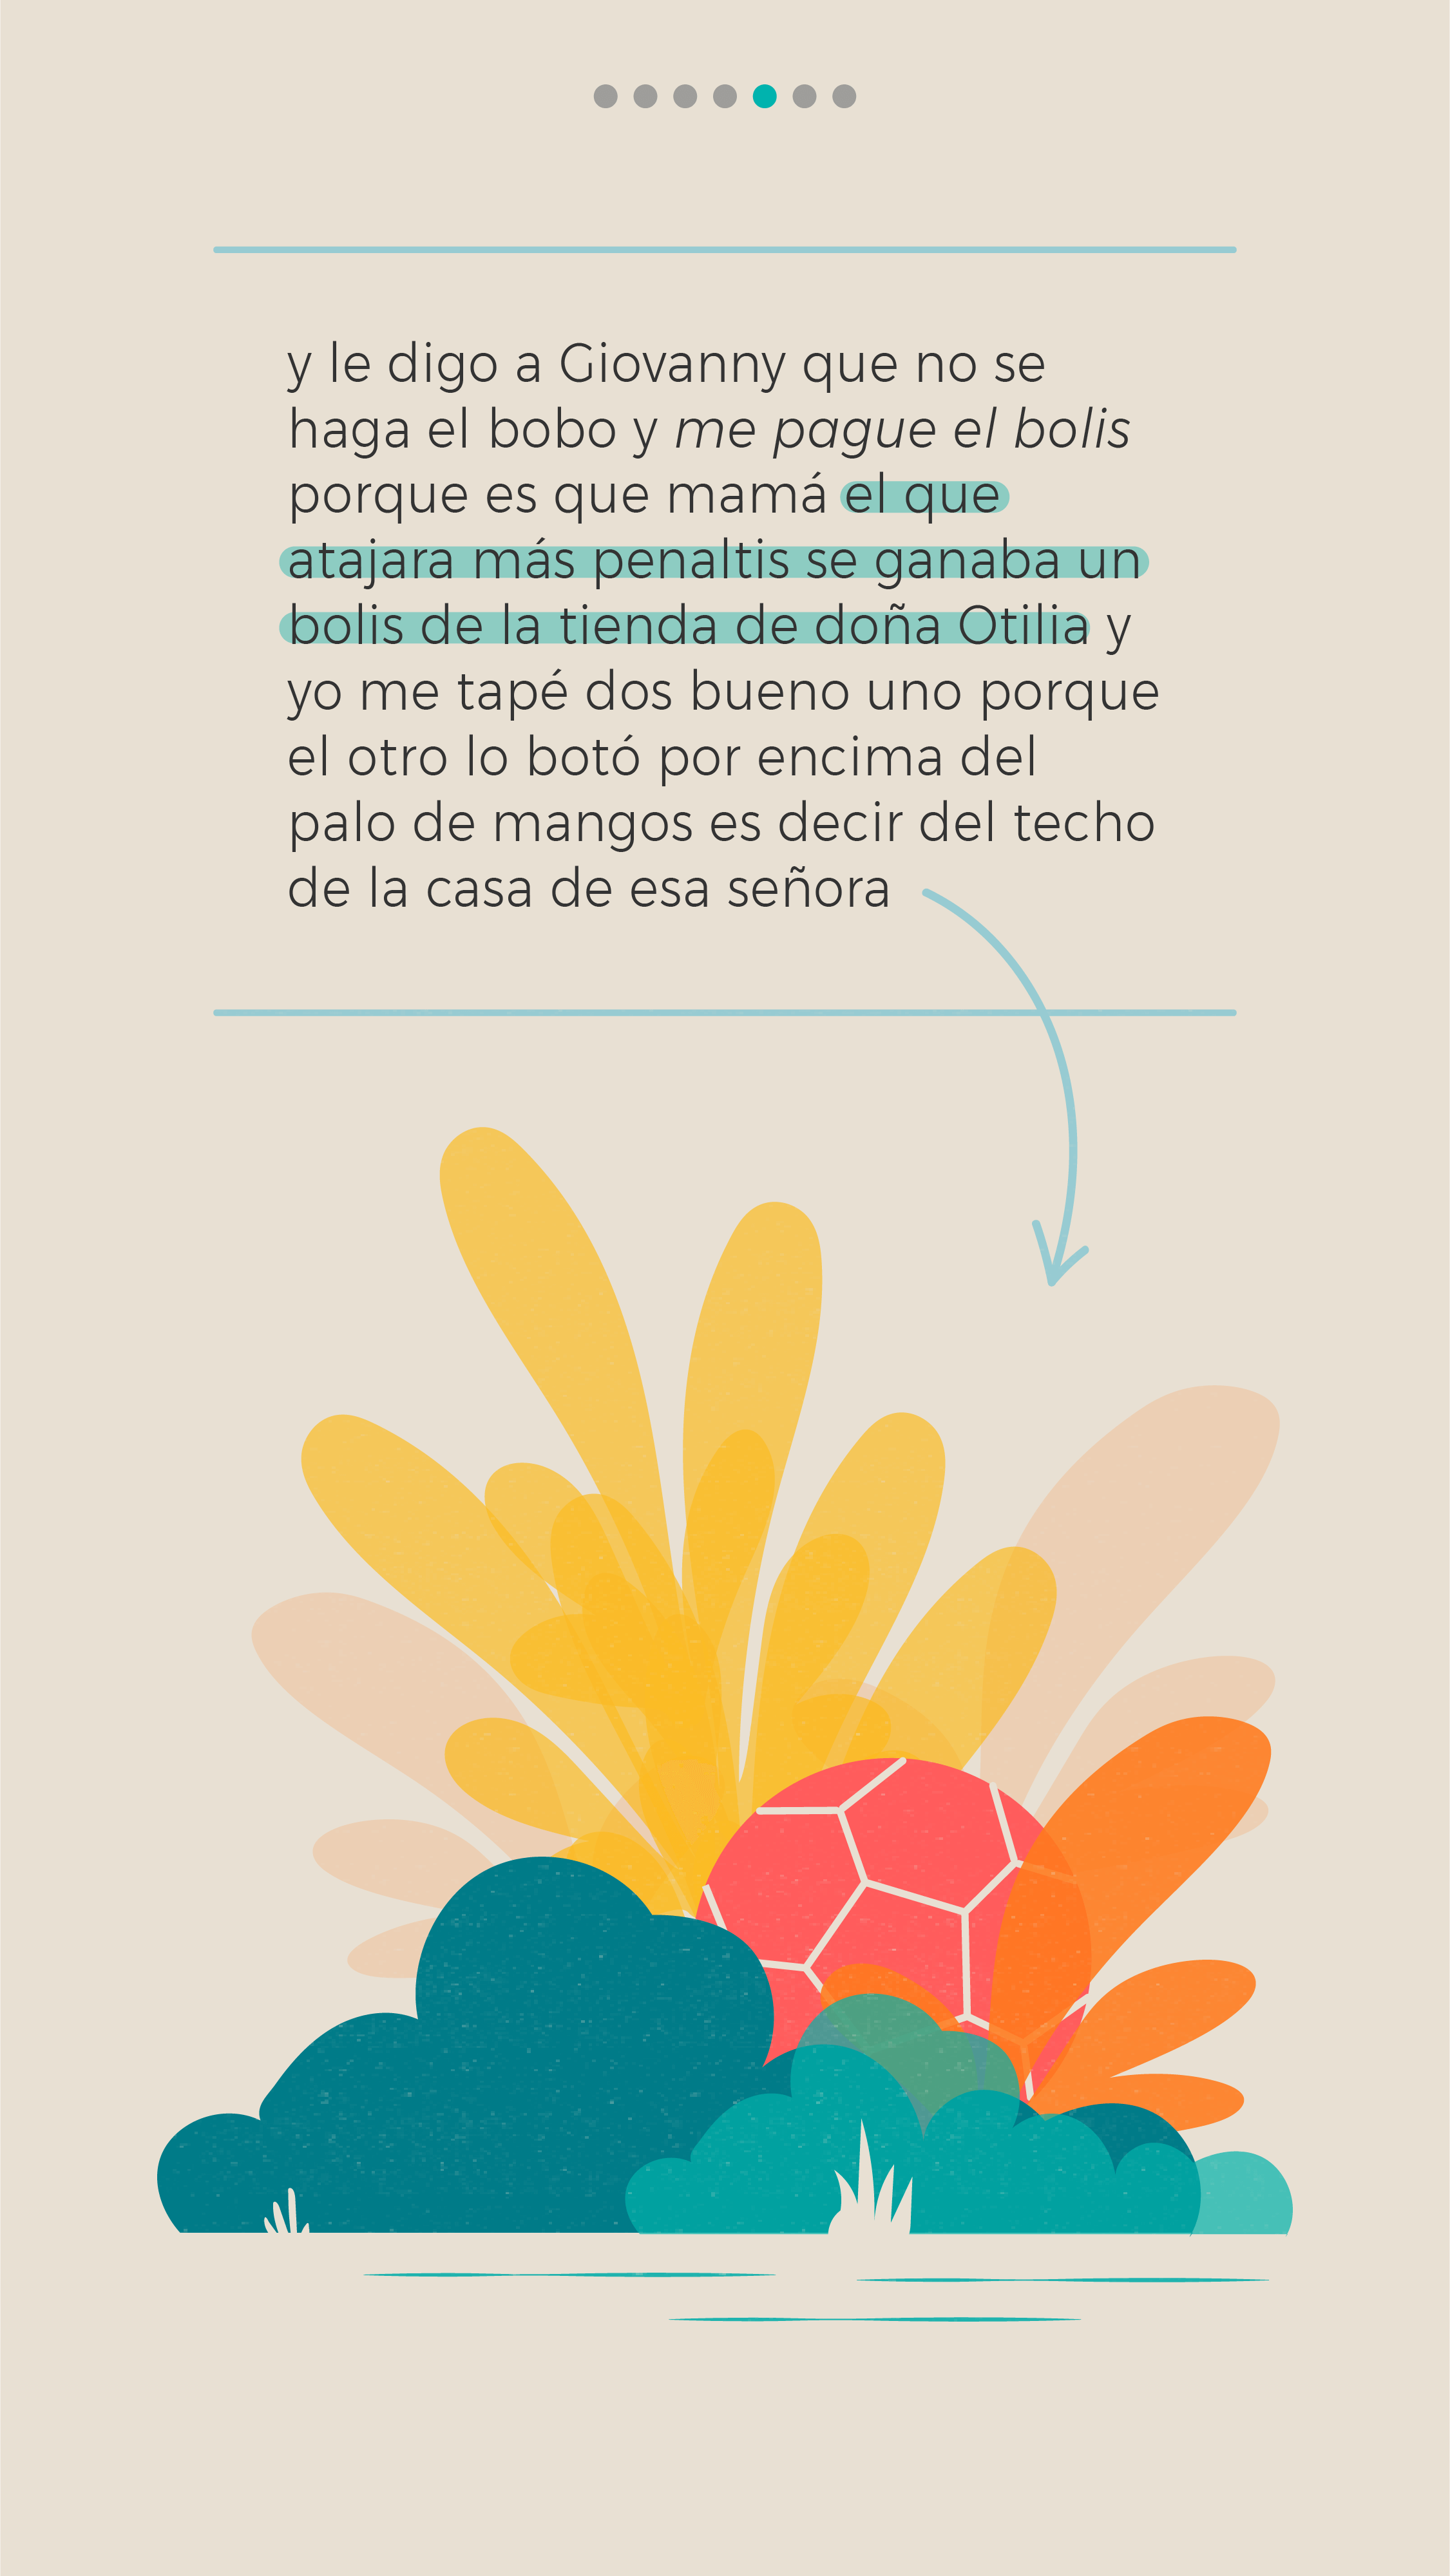 y le digo a Giovanny que no se
haga el bobo y me pague el bolis
porque es que mamá el que
atajara más penaltis se ganaba un
bolis de la tienda de doña Otilia y
yo me tapé dos bueno uno porque
el otro lo botó por encima del
palo de mangos es decir del techo
de la casa de esa señora